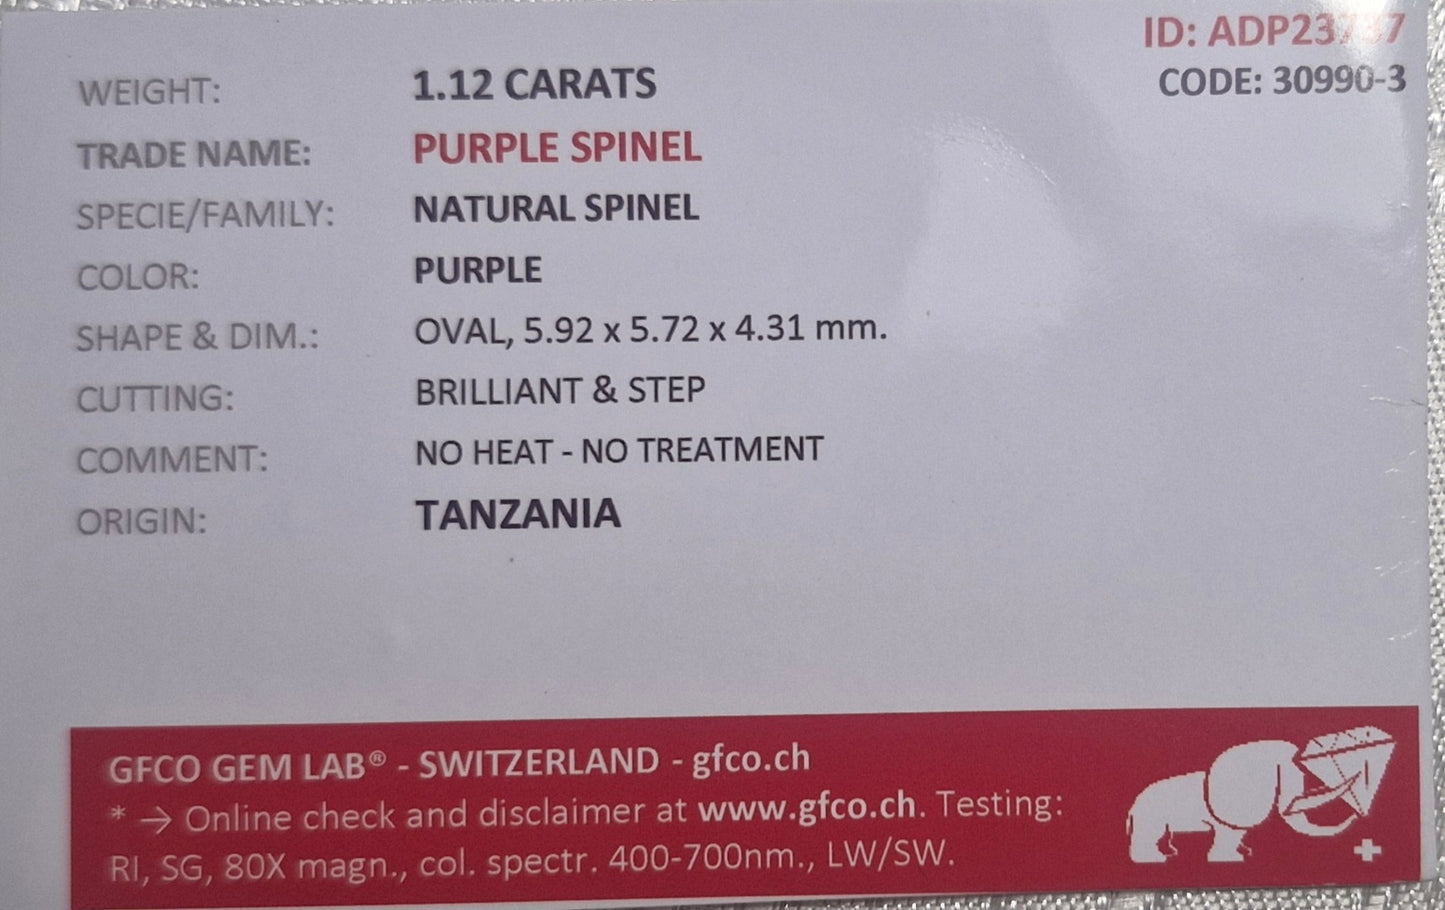 ID: ADP23737
CODE: 30990-3
WEIGHT: 1.12 CARATS
TRADE NAME: PURPLE SPINEL
SPECIE/FAMILY: NATURAL SPINEL
COLOR: PURPLE
SHAPE & DIM.: OVAL, 5.92 x 5.72 x 4.31 mm.
CUTTING: BRILLIANT & STEP
COMMENT: NO HEAT - NO TREATMENT
ORIGIN: TANZANIA
GFCO GEM LAB® - SWITZERLAND - gfco.ch
* → Online check and disclaimer at www.gfco.ch. Testing:
RI, SG, 80X magn., col. spectr. 400-700nm., LW/SW.